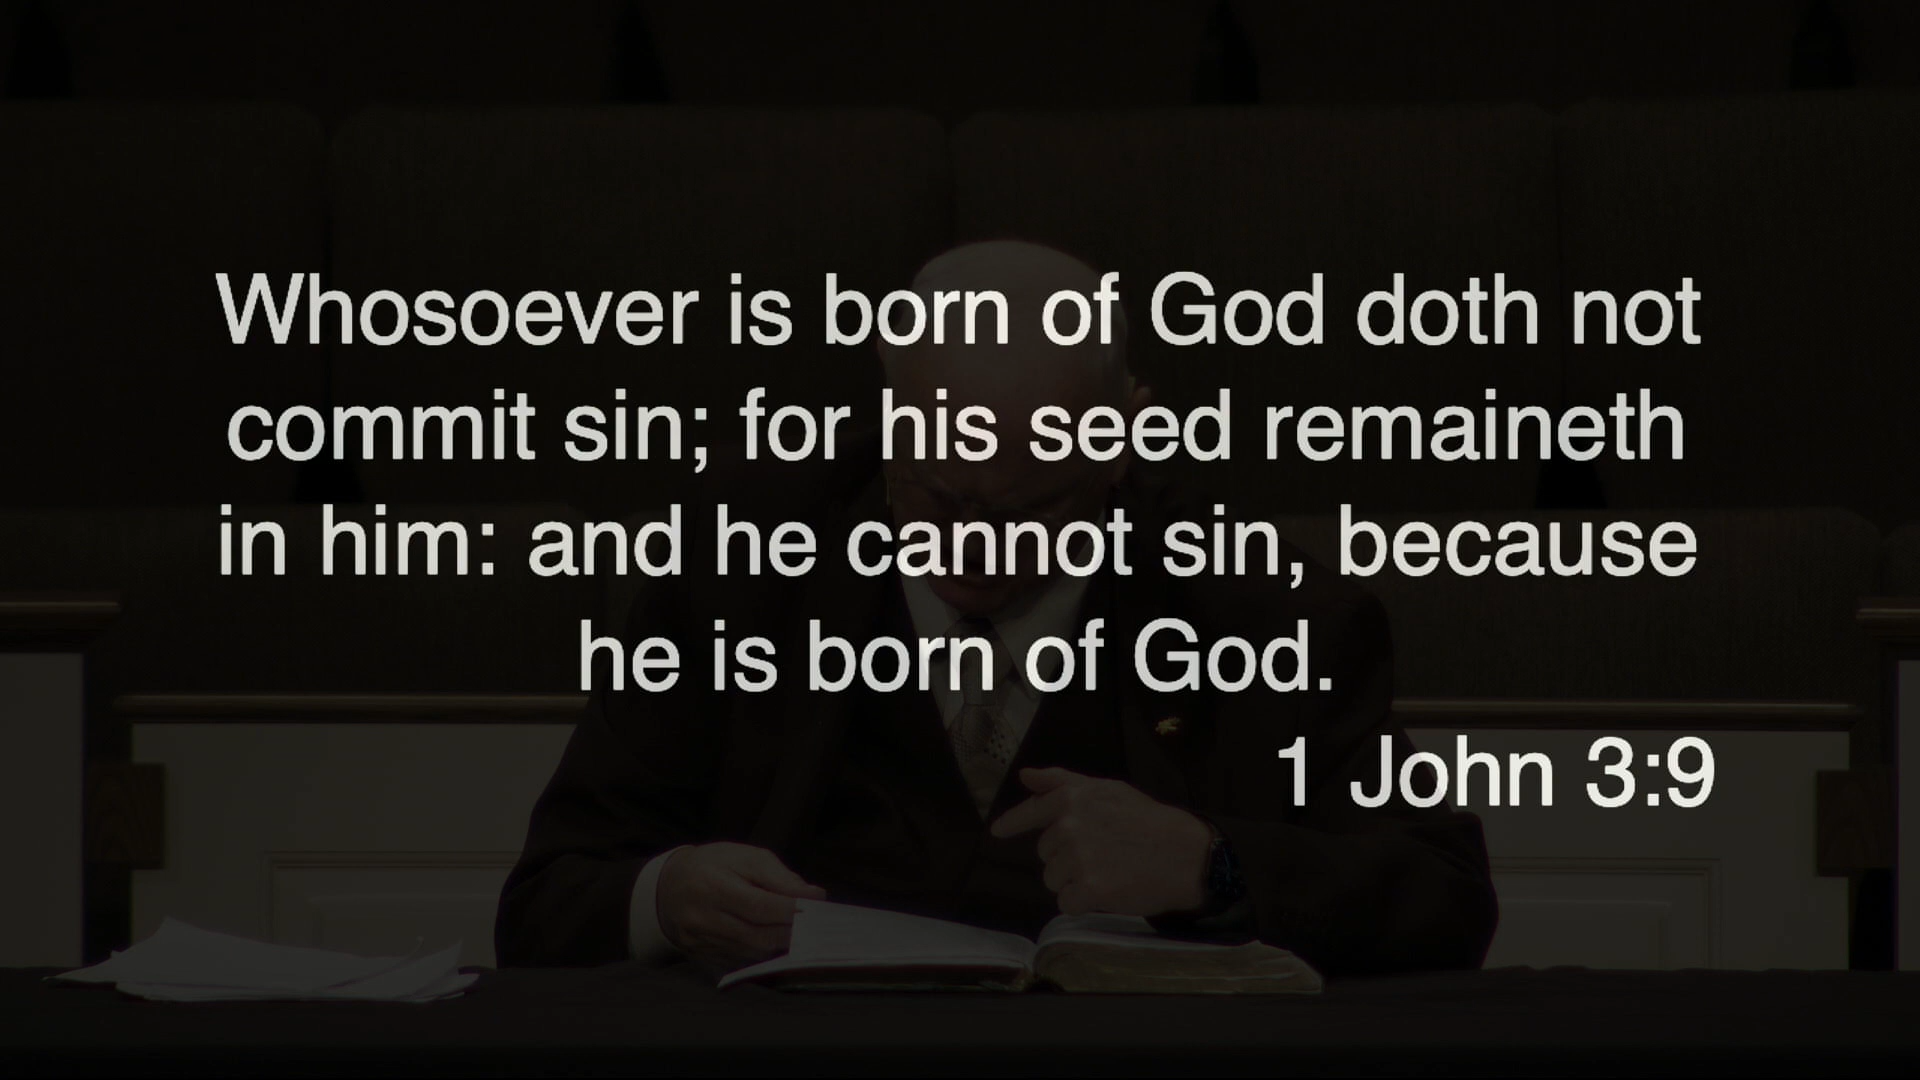 Whosoever is born of God doth not
commit sin; for his seed remaineth
in him: and he cannot sin, because
he is born of God.
1 John 3:9